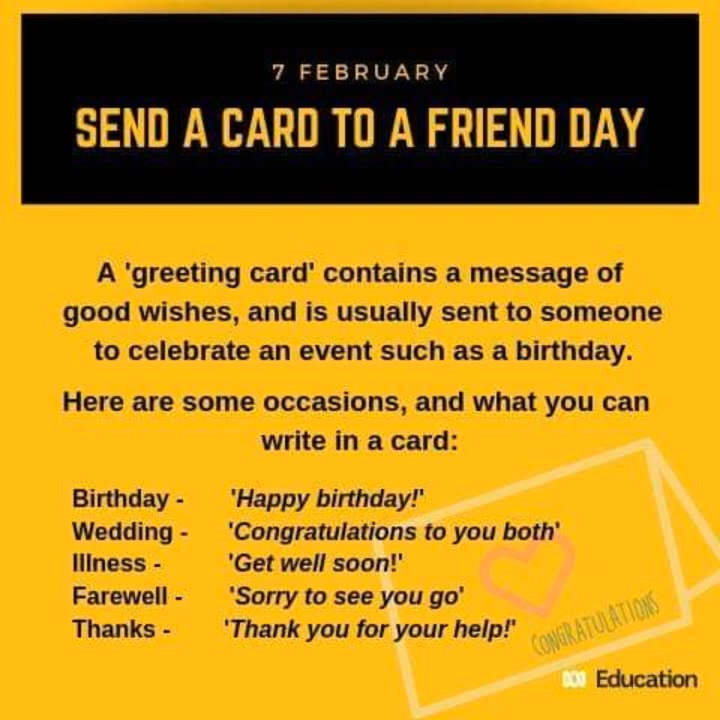 7 FEBRUARY
SEND A CARD TO A FRIEND DAY
A 'greeting card' contains a message of
good wishes, and is usually sent to someone
to celebrate an event such as a birthday.
Here are some occasions, and what you can
write in a card:
Birthday - 'Happy birthday!'
Wedding - 'Congratulations to you both'
Illness - 'Get well soon!'
Farewell - 'Sorry to see you go'
Thanks - 'Thank you for your help!'
CONGRATULATIONS
Education